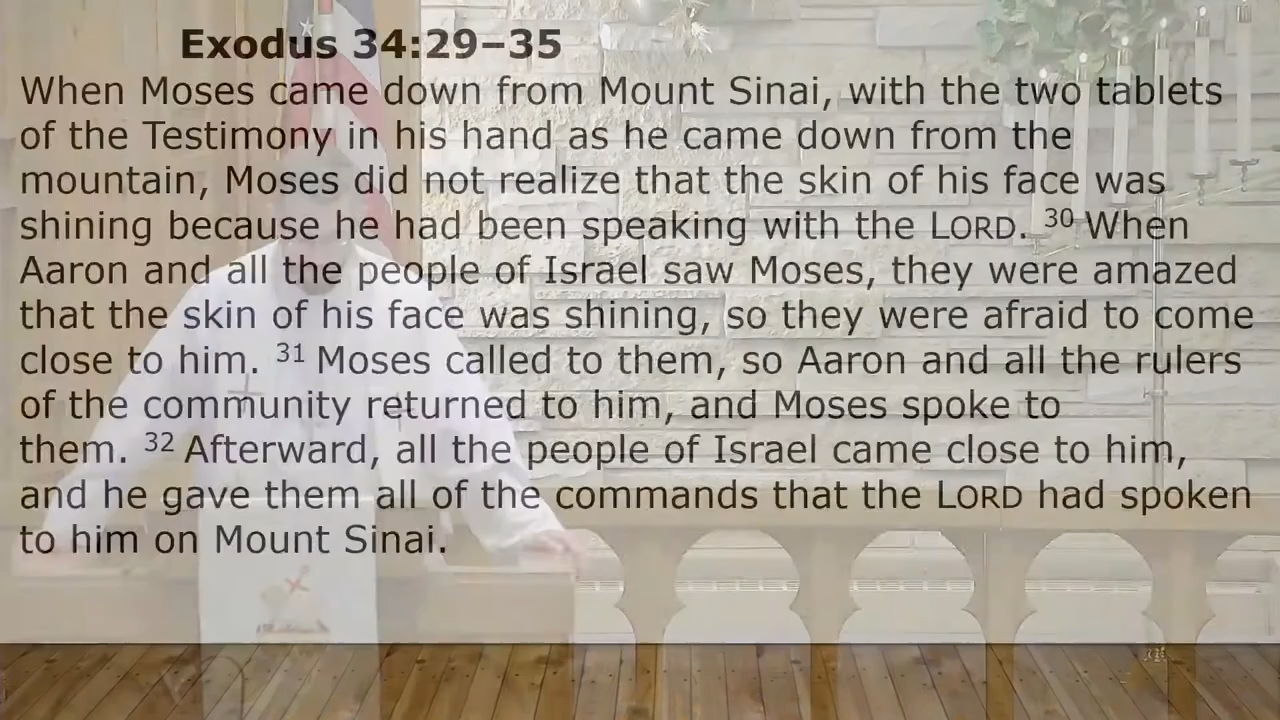 Exodus 34:29–35
When Moses came down from Mount Sinai, with the two tablets
of the Testimony in his hand as he came down from the
mountain, Moses did not realize that the skin of his face was
shining because he had been speaking with the LORD. 30 When
Aaron and all the people of Israel saw Moses, they were amazed
that the skin of his face was shining, so they were afraid to come
close to him. 31 Moses called to them, so Aaron and all the rulers
of the community returned to him, and Moses spoke to
them. 32 Afterward, all the people of Israel came close to him,
and he gave them all of the commands that the LORD had spoken
to him on Mount Sinai.